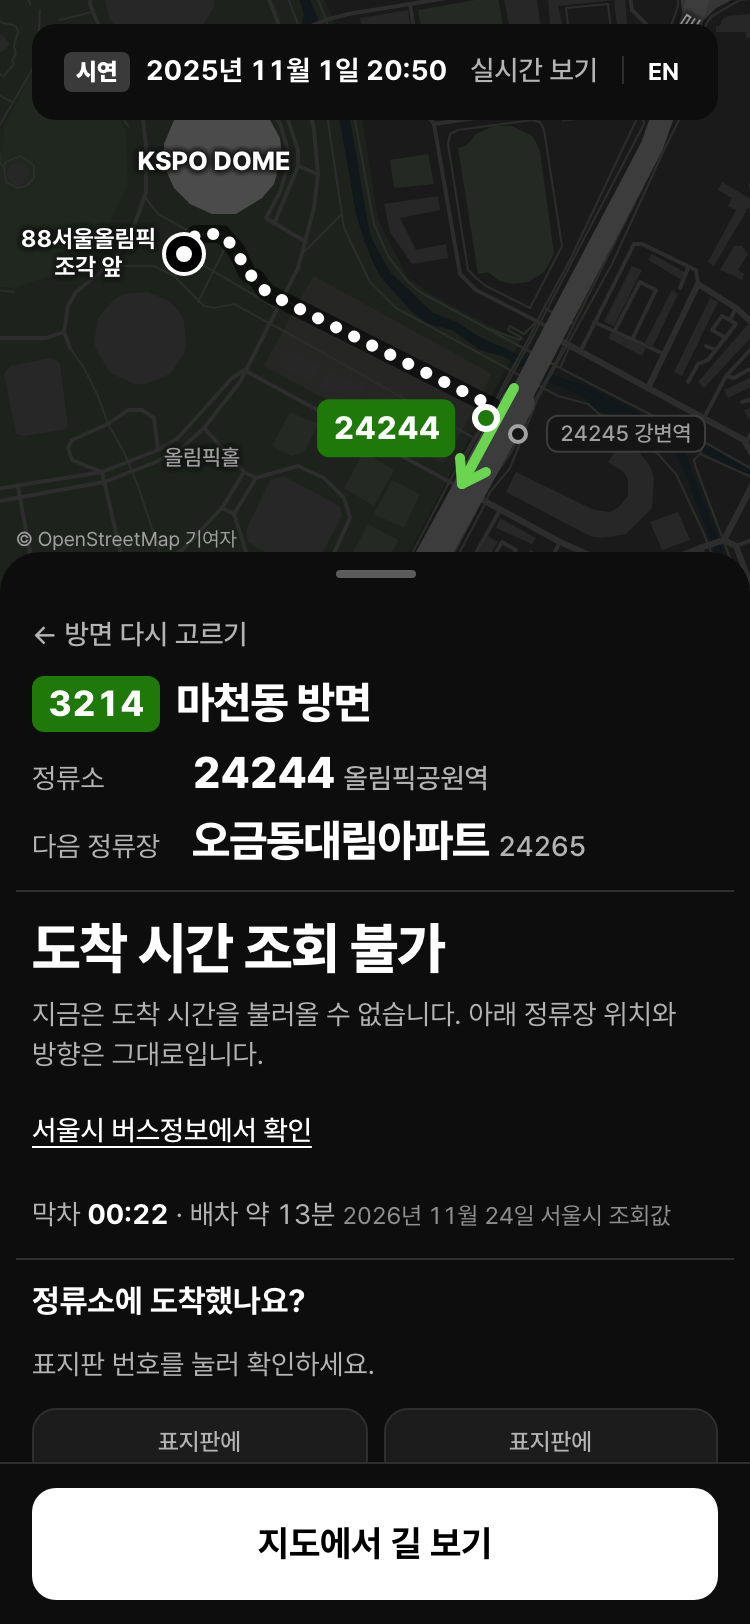 시연 2025년 11월 1일 20:50 실시간 보기 EN
KSPO DOME
88서울올림픽
조각 앞
24244
24245 강변역
올림픽홀
© OpenStreetMap 기여자
← 방면 다시 고르기
3214 마천동 방면
정류소 24244 올림픽공원역
다음 정류장 오금동대림아파트 24265
도착 시간 조회 불가
지금은 도착 시간을 불러올 수 없습니다. 아래 정류장 위치와
방향은 그대로입니다.
서울시 버스정보에서 확인
막차 00:22 · 배차 약 13분 2026년 11월 24일 서울시 조회값
정류소에 도착했나요?
표지판 번호를 눌러 확인하세요.
표지판에 표지판에
지도에서 길 보기